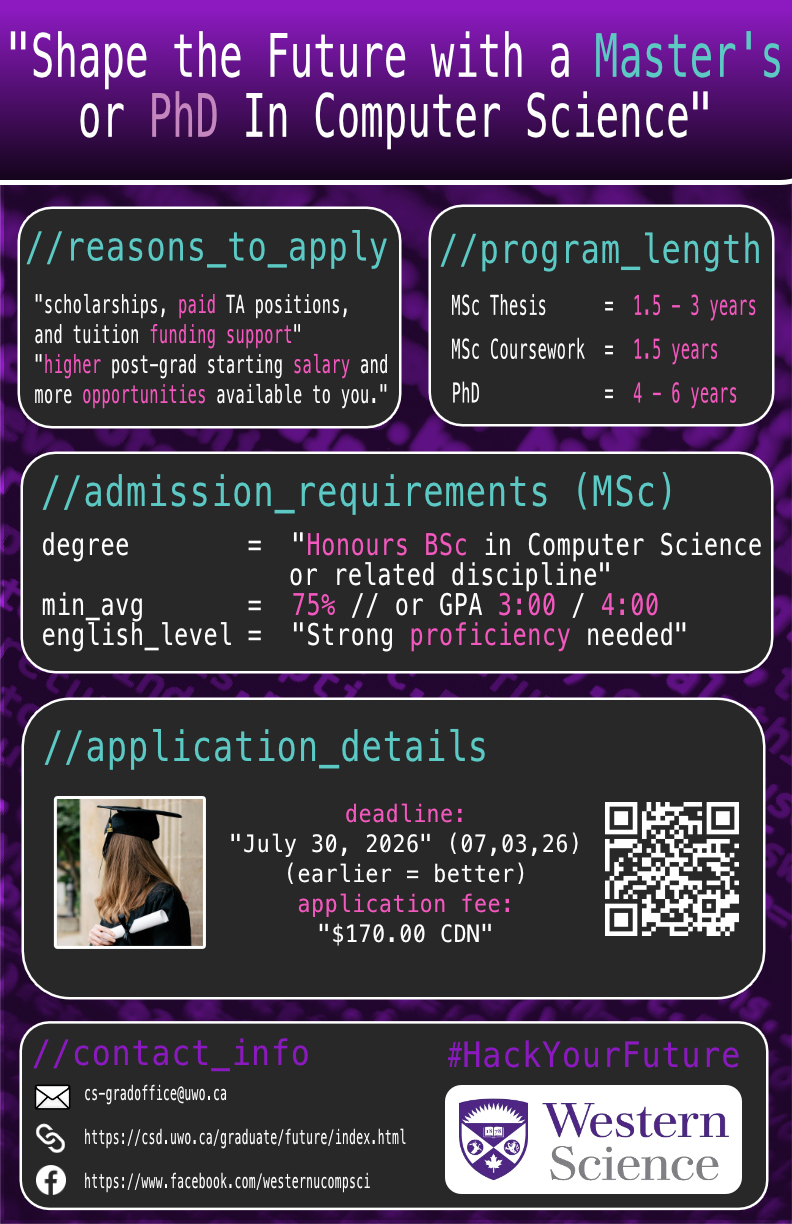 "Shape the Future with a Master's
or PhD In Computer Science"
//reasons_to_apply
"scholarships, paid TA positions,
and tuition funding support"
"higher post-grad starting salary and
more opportunities available to you."
//program_length
MSc Thesis = 1.5 - 3 years
MSc Coursework = 1.5 years
PhD = 4 - 6 years
//admission_requirements (MSc)
degree = "Honours BSc in Computer Science
or related discipline"
min_avg = 75% // or GPA 3:00 / 4:00
english_level = "Strong proficiency needed"
//application_details
deadline:
"July 30, 2026" (07,03,26)
(earlier = better)
application fee:
"$170.00 CDN"
//contact_info
cs-gradoffice@uwo.ca
https://csd.uwo.ca/graduate/future/index.html
https://www.facebook.com/westernucompsci
#HackYourFuture
Western
Science